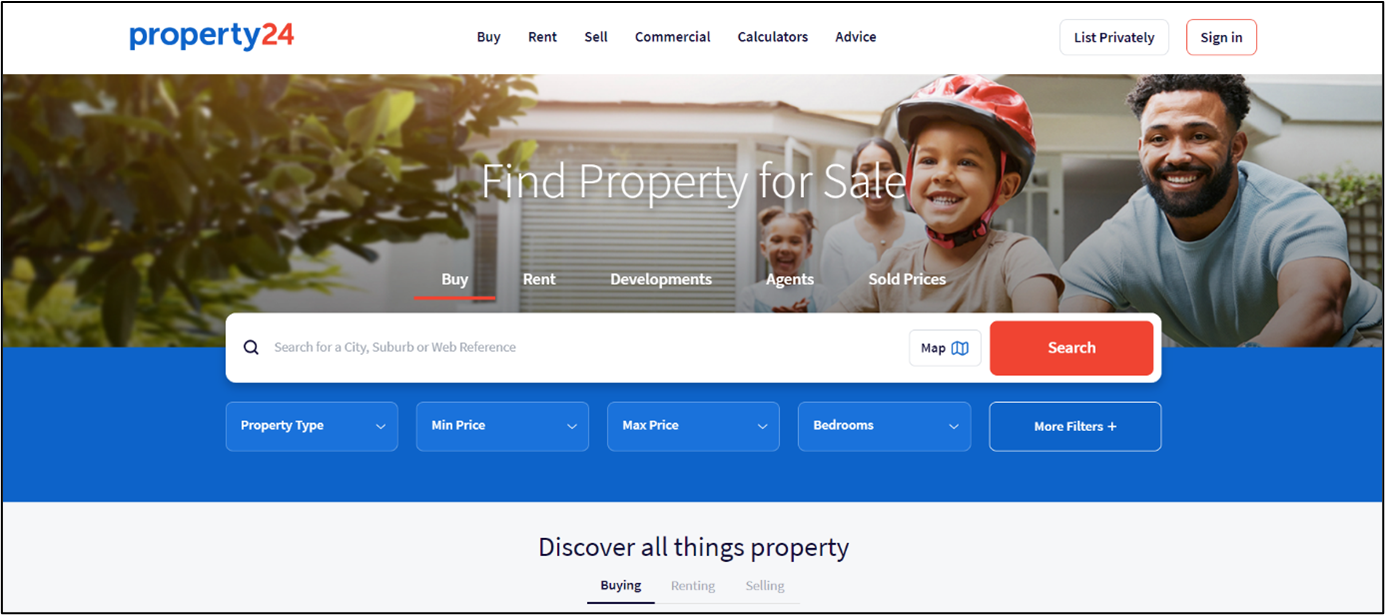 property24
Buy Rent Sell Commercial Calculators Advice
List Privately
Sign in
Find Property for Sale
Buy Rent Developments Agents Sold Prices
Search for a City, Suburb or Web Reference
Map
Search
Property Type
Min Price
Max Price
Bedrooms
More Filters +
Discover all things property
Buying Renting Selling